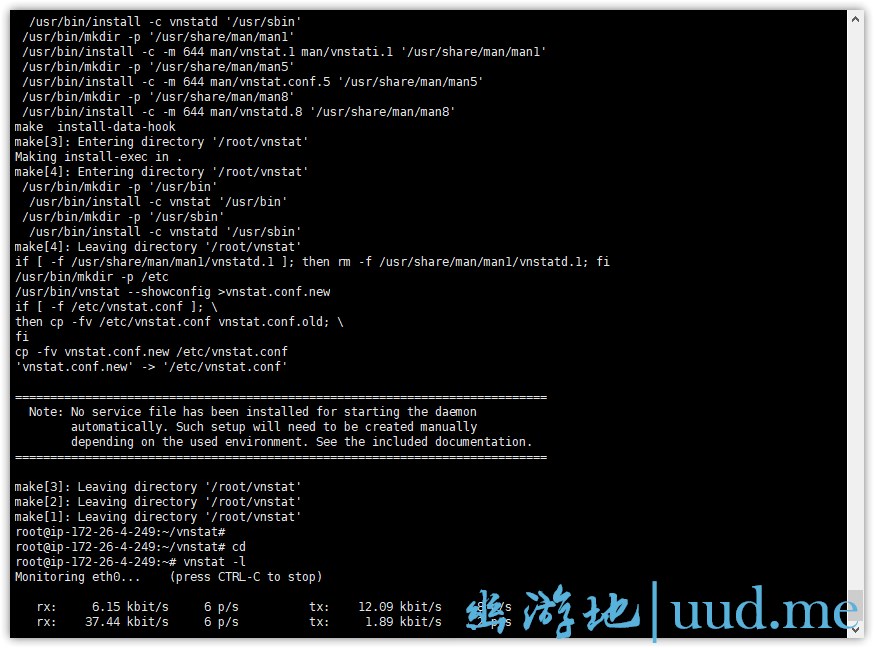 /usr/bin/install -c vnstatd '/usr/sbin'
/usr/bin/mkdir -p '/usr/share/man/man1'
/usr/bin/install -c -m 644 man/vnstat.1 man/vnstati.1 '/usr/share/man/man1'
/usr/bin/mkdir -p '/usr/share/man/man5'
/usr/bin/install -c -m 644 man/vnstat.conf.5 '/usr/share/man/man5'
/usr/bin/mkdir -p '/usr/share/man/man8'
/usr/bin/install -c -m 644 man/vnstatd.8 '/usr/share/man/man8'
make  install-data-hook
make[3]: Entering directory '/root/vnstat'
Making install-exec in .
make[4]: Entering directory '/root/vnstat'
/usr/bin/mkdir -p '/usr/bin'
/usr/bin/install -c vnstat '/usr/bin'
/usr/bin/mkdir -p '/usr/sbin'
/usr/bin/install -c vnstatd '/usr/sbin'
make[4]: Leaving directory '/root/vnstat'
if [ -f /usr/share/man/man1/vnstatd.1 ]; then rm -f /usr/share/man/man1/vnstatd.1; fi
/usr/bin/mkdir -p /etc
/usr/bin/vnstat --showconfig >vnstat.conf.new
if [ -f /etc/vnstat.conf ]; \
then cp -fv /etc/vnstat.conf vnstat.conf.old; \
fi
cp -fv vnstat.conf.new /etc/vnstat.conf
'vnstat.conf.new' -> '/etc/vnstat.conf'
============================================================================
Note: No service file has been installed for starting the daemon
automatically. Such setup will need to be created manually
depending on the used environment. See the included documentation.
============================================================================
make[3]: Leaving directory '/root/vnstat'
make[2]: Leaving directory '/root/vnstat'
make[1]: Leaving directory '/root/vnstat'
root@ip-172-26-4-249:~/vnstat#
root@ip-172-26-4-249:~/vnstat# cd
root@ip-172-26-4-249:~# vnstat -l
Monitoring eth0...    (press CTRL-C to stop)
rx:     6.15 kbit/s     6 p/s          tx:    12.09 kbit/s     p/s
rx:    37.44 kbit/s     6 p/s          tx:     1.89 kbit/s     2 p/s
幽游地|uud.me